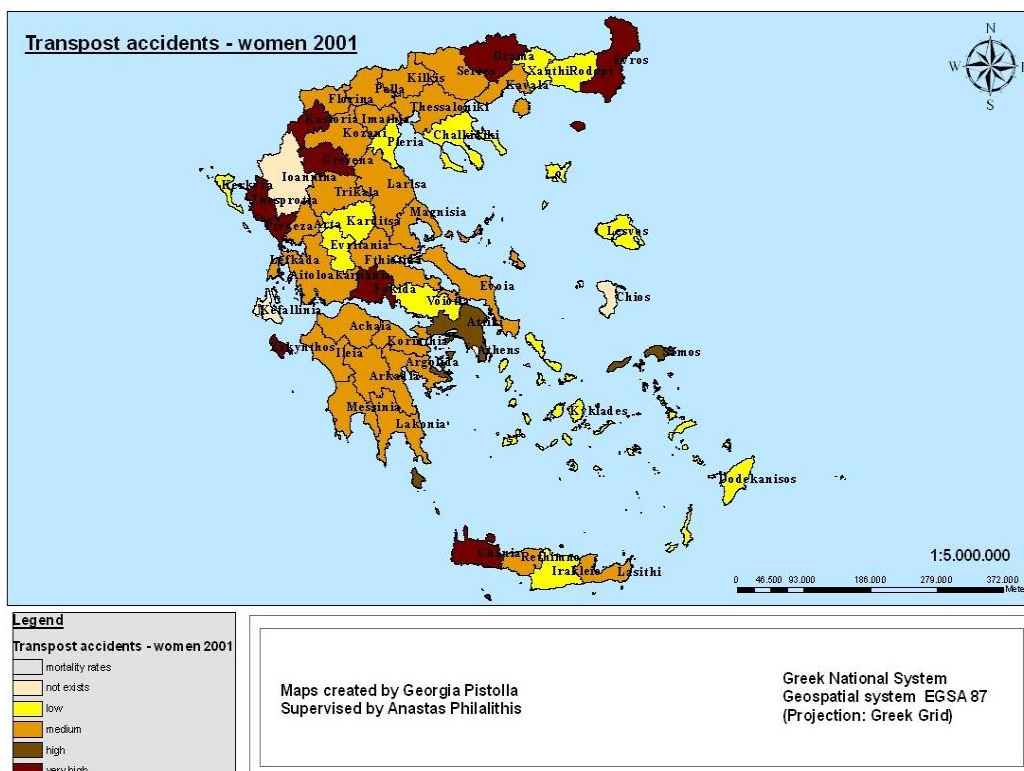 Transpost accidents - women 2001
N
W
S
Drama
Evros
Xanthi
Rodopi
Serres
Kilkis
Kavala
Pella
Florina
Thessaloniki
Kastoria
Imathia
Kozani
Chalkidiki
Pieria
Grevena
Ioannina
Kerkyra
Larisa
Trikala
Thesprotia
Magnisia
Karditsa
Preveza
Arta
Lesvos
Evritania
Lefkada
Fthiotida
Aitoloakarnania
Fokida
Evoia
Voiotia
Chios
Kefallinia
Achaia
Attiki
Korinthia
Zakynthos
Ileia
Athens
Samos
Argolida
Arkadia
Messinia
Kyklades
Lakonia
Dodekanisos
Chania
Rethimno
Irakleio
Lasithi
1:5.000.000
0 46.500 93.000 186.000 279.000 372.000
Mete
Legend
Transpost accidents - women 2001
mortality rates
not exists
low
medium
high
very high
Maps created by Georgia Pistolla
Supervised by Anastas Philalithis
Greek National System
Geospatial system EGSA 87
(Projection: Greek Grid)